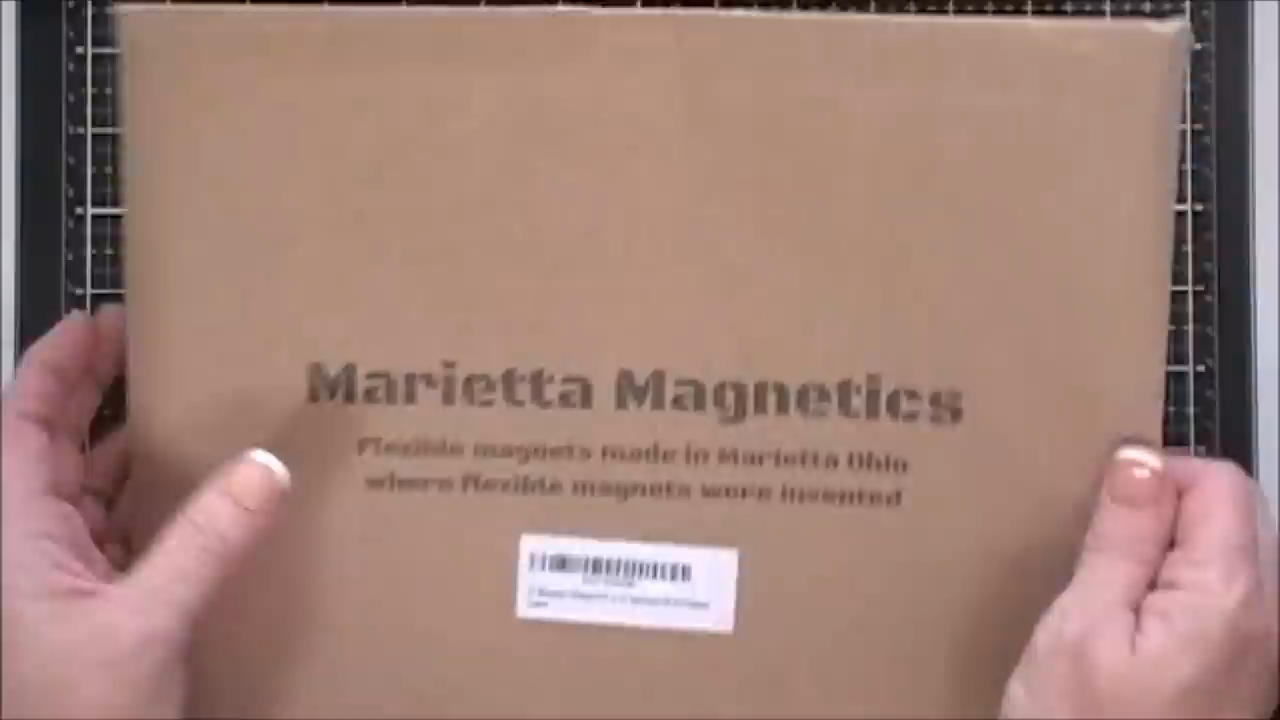 Marietta Magnetics
Flexible magnets made in Marietta Ohio
where flexible magnets were invented